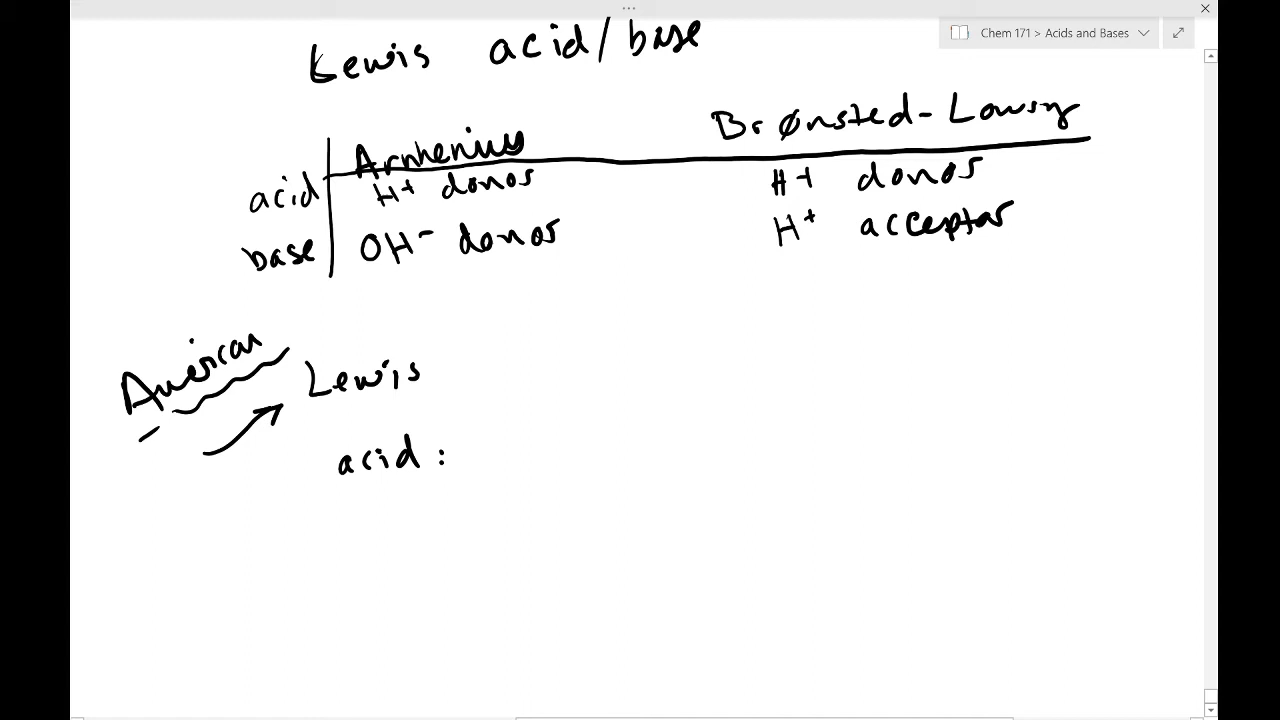 Chem 171 > Acids and Bases
Lewis acid/base
Arrhenius Brønsted-Lowry
acid H+ donor H+ donor
base OH- donor H+ acceptor
American
Lewis
acid: